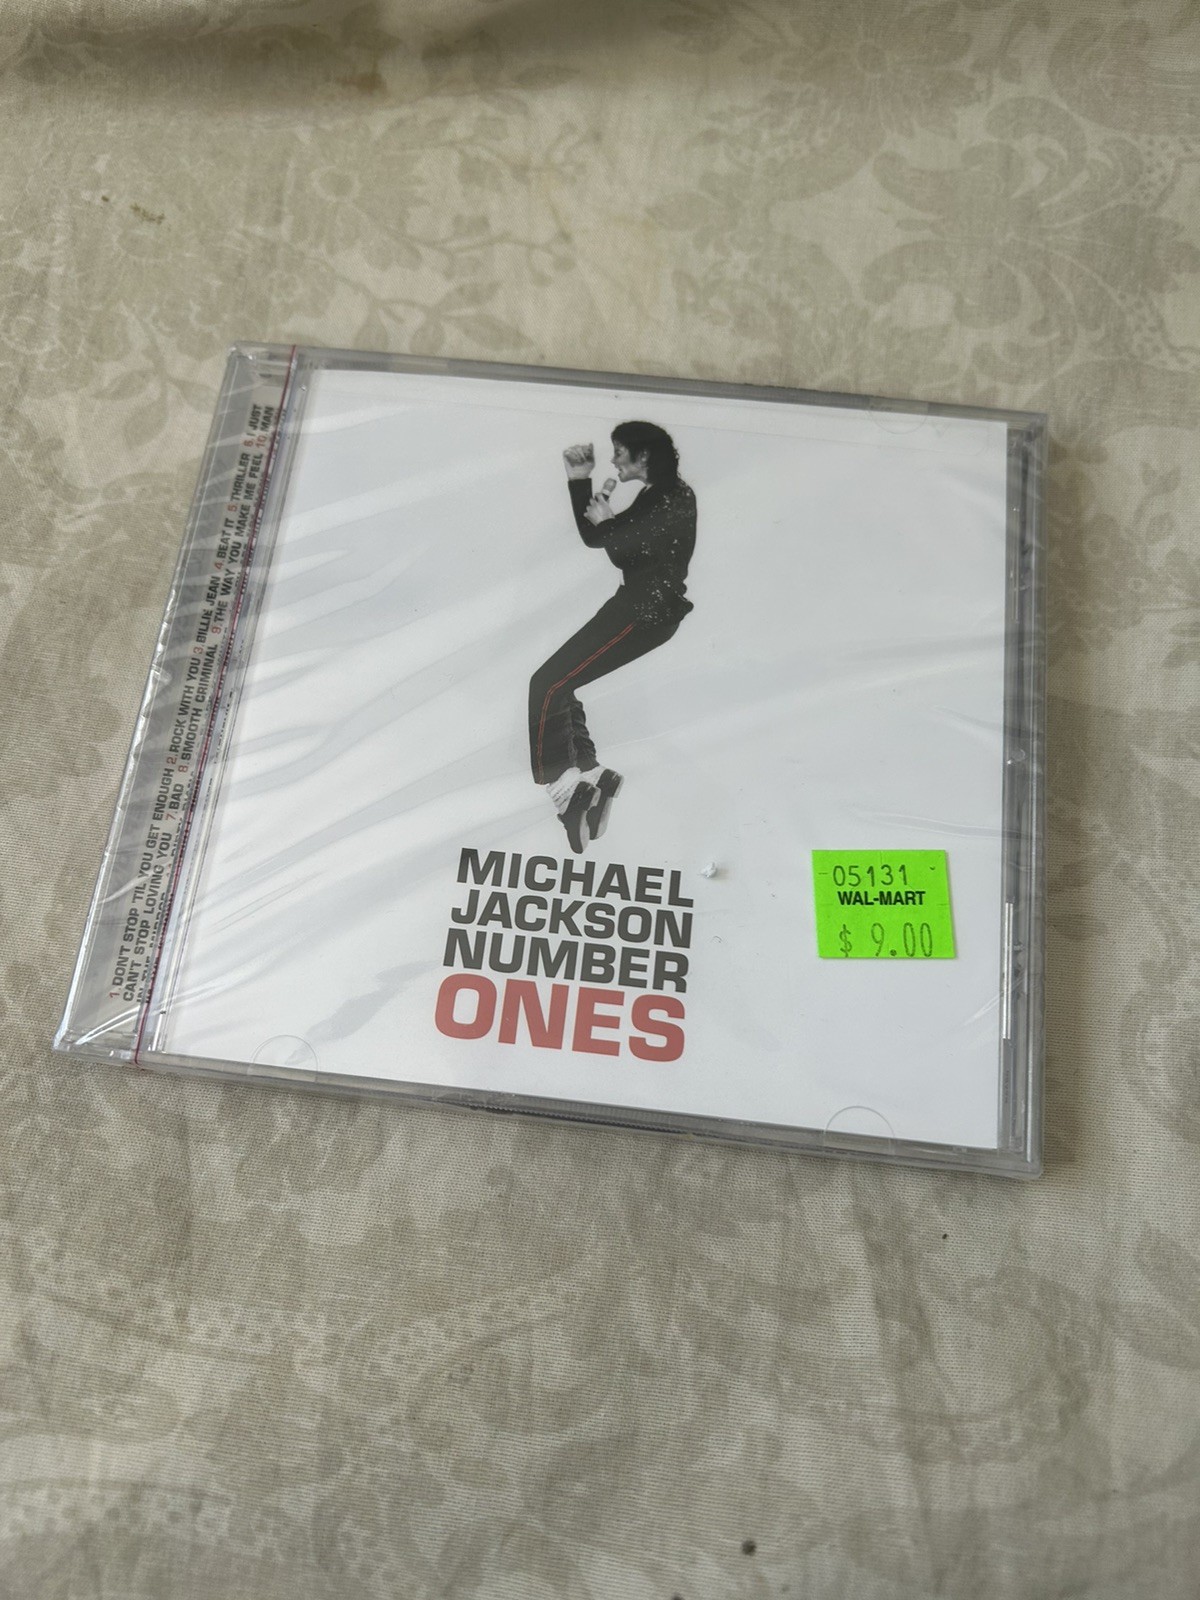 MICHAEL
JACKSON
NUMBER
ONES
05131
WAL-MART
$ 9.00
1.DON'T STOP 'TIL YOU GET ENOUGH 2.ROCK WITH YOU 3.BILLIE JEAN 4.BEAT IT 5.THRILLER 6.I JUST
CAN'T STOP LOVING YOU 7.BAD 8.SMOOTH CRIMINAL 9.THE WAY YOU MAKE ME FEEL 10.MAN